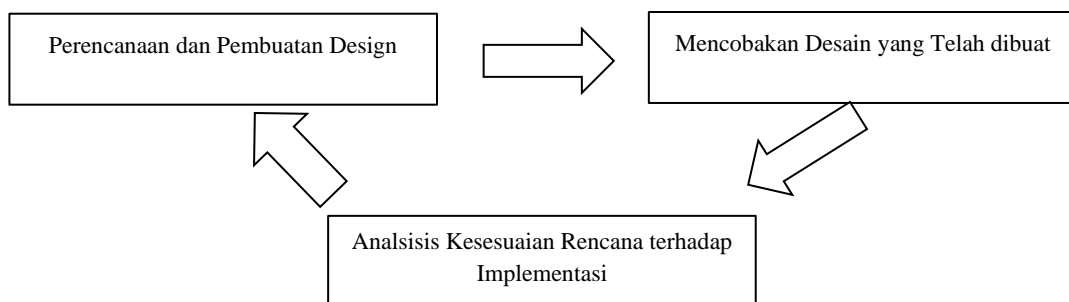 Perencanaan dan Pembuatan Design
Mencobakan Desain yang Telah dibuat
Analsisis Kesesuaian Rencana terhadap
Implementasi